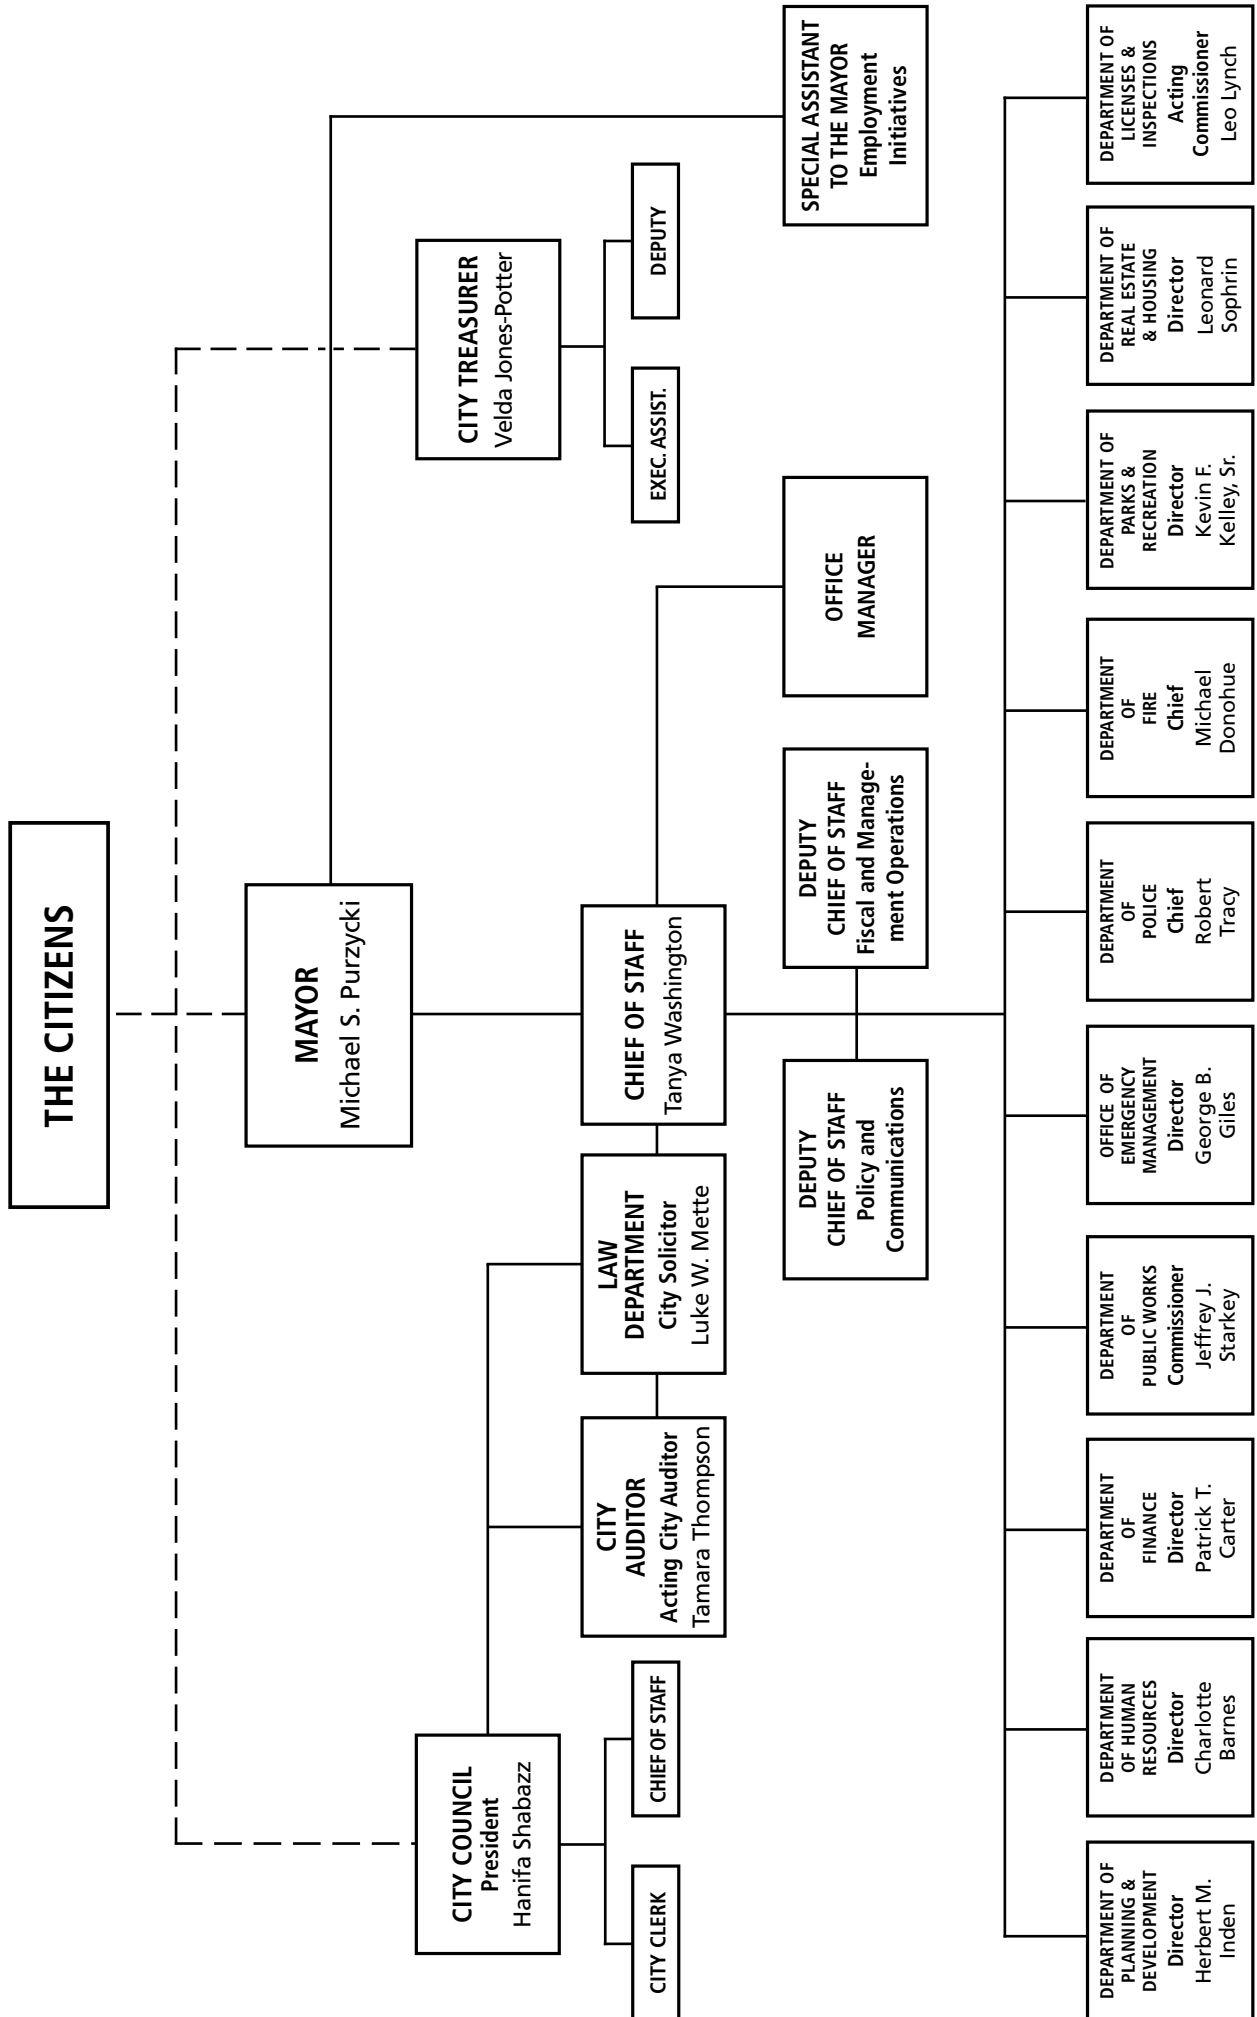 THE CITIZENS
MAYOR
Michael S. Purzycki
CITY COUNCIL
President
Hanifa Shabazz
CITY TREASURER
Velda Jones-Potter
CITY CLERK
CHIEF OF STAFF
CITY
AUDITOR
Acting City Auditor
Tamara Thompson
LAW
DEPARTMENT
City Solicitor
Luke W. Mette
CHIEF OF STAFF
Tanya Washington
EXEC. ASSIST.
DEPUTY
DEPUTY
CHIEF OF STAFF
Policy and
Communications
DEPUTY
CHIEF OF STAFF
Fiscal and Manage-
ment Operations
OFFICE
MANAGER
SPECIAL ASSISTANT
TO THE MAYOR
Employment
Initiatives
DEPARTMENT OF
PLANNING &
DEVELOPMENT
Director
Herbert M.
Inden
DEPARTMENT
OF HUMAN
RESOURCES
Director
Charlotte
Barnes
DEPARTMENT
OF
FINANCE
Director
Patrick T.
Carter
DEPARTMENT
OF
PUBLIC WORKS
Commissioner
Jeffrey J.
Starkey
OFFICE OF
EMERGENCY
MANAGEMENT
Director
George B.
Giles
DEPARTMENT
OF
POLICE
Chief
Robert
Tracy
DEPARTMENT
OF
FIRE
Chief
Michael
Donohue
DEPARTMENT OF
PARKS &
RECREATION
Director
Kevin F.
Kelley, Sr.
DEPARTMENT OF
REAL ESTATE
& HOUSING
Director
Leonard
Sophrin
DEPARTMENT OF
LICENSES &
INSPECTIONS
Acting
Commissioner
Leo Lynch